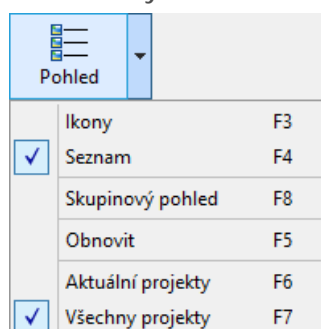 Pohled
Ikony F3
Seznam F4
Skupinový pohled F8
Obnovit F5
Aktuální projekty F6
Všechny projekty F7